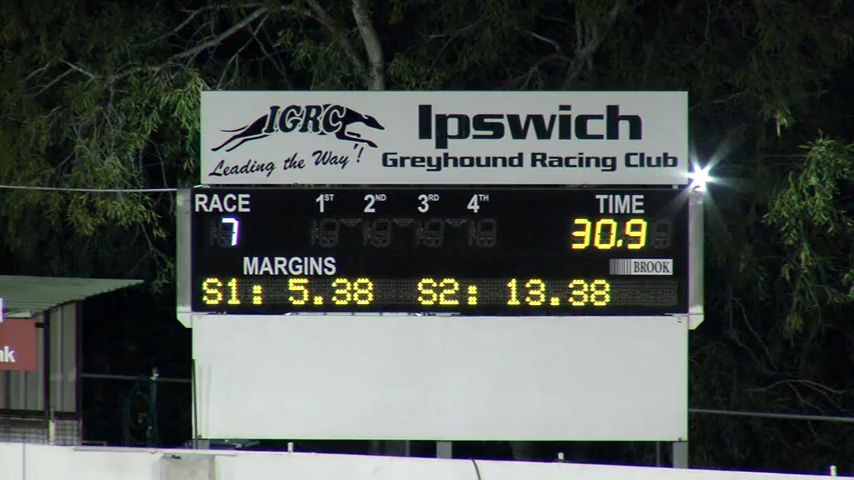 IGRC
Leading the Way'!
Ipswich
Greyhound Racing Club
RACE 1ST 2ND 3RD 4TH TIME
7 30.9
MARGINS BROOK
S1: 5.38 S2: 13.38
nk